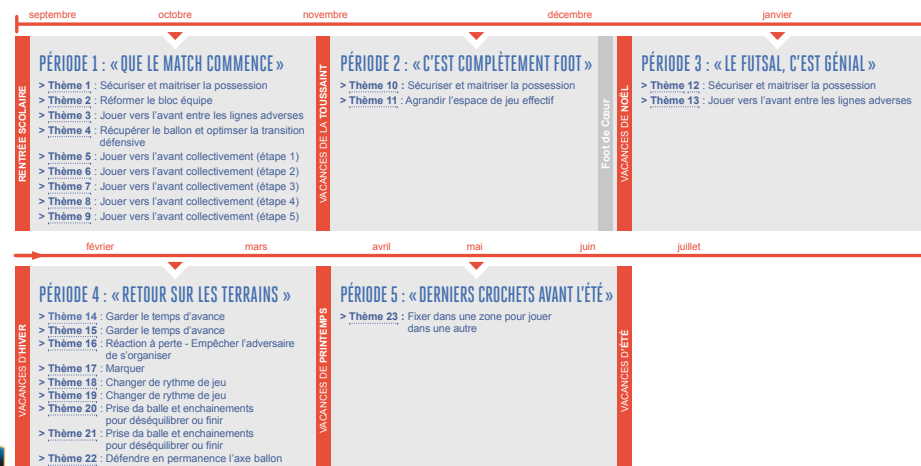 septembre
octobre
novembre
décembre
janvier
RENTRÉE SCOLAIRE
PÉRIODE 1 : « QUE LE MATCH COMMENCE »
> Thème 1 : Sécuriser et maitriser la possession
> Thème 2 : Réformer le bloc équipe
> Thème 3 : Jouer vers l'avant entre les lignes adverses
> Thème 4 : Récupérer le ballon et optimser la transition
défensive
> Thème 5 : Jouer vers l'avant collectivement (étape 1)
> Thème 6 : Jouer vers l'avant collectivement (étape 2)
> Thème 7 : Jouer vers l'avant collectivement (étape 3)
> Thème 8 : Jouer vers l'avant collectivement (étape 4)
> Thème 9 : Jouer vers l'avant collectivement (étape 5)
VACANCES DE LA TOUSSAINT
PÉRIODE 2 : « C'EST COMPLÈTEMENT FOOT »
> Thème 10 : Sécuriser et maitriser la possession
> Thème 11 : Agrandir l'espace de jeu effectif
Foot de Cœur
VACANCES DE NOËL
PÉRIODE 3 : « LE FUTSAL, C'EST GÉNIAL »
> Thème 12 : Sécuriser et maitriser la possession
> Thème 13 : Jouer vers l'avant entre les lignes adverses
février
mars
avril
mai
juin
juillet
VACANCES D'HIVER
PÉRIODE 4 : « RETOUR SUR LES TERRAINS »
> Thème 14 : Garder le temps d'avance
> Thème 15 : Garder le temps d'avance
> Thème 16 : Réaction à perte - Empêcher l'adversaire
de s'organiser
> Thème 17 : Marquer
> Thème 18 : Changer de rythme de jeu
> Thème 19 : Changer de rythme de jeu
> Thème 20 : Prise da balle et enchainements
pour déséquilibrer ou finir
> Thème 21 : Prise da balle et enchainements
pour déséquilibrer ou finir
> Thème 22 : Défendre en permanence l'axe ballon
VACANCES DE PRINTEMPS
PÉRIODE 5 : « DERNIERS CROCHETS AVANT L'ÉTÉ »
> Thème 23 : Fixer dans une zone pour jouer
dans une autre
VACANCES D'ÉTÉ